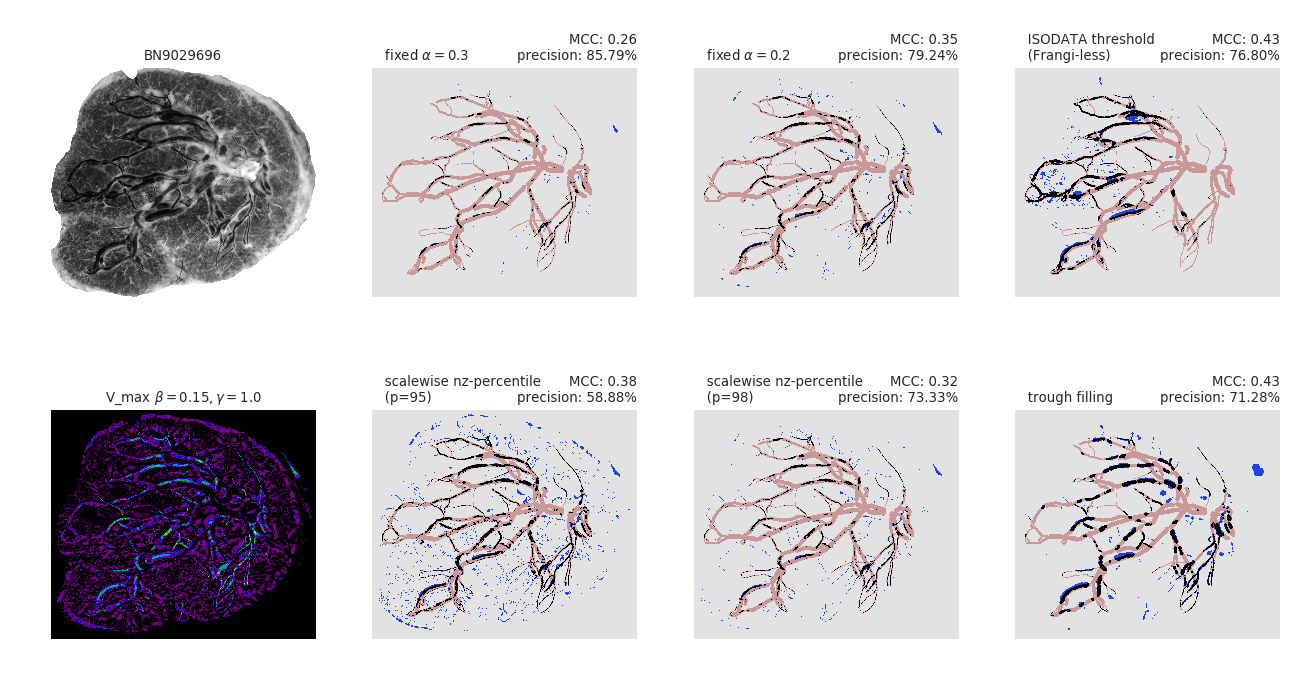 BN9029696
MCC: 0.26
fixed α = 0.3 precision: 85.79%
MCC: 0.35
fixed α = 0.2 precision: 79.24%
ISODATA threshold MCC: 0.43
(Frangi-less) precision: 76.80%
V_max β = 0.15, γ = 1.0
scalewise nz-percentile MCC: 0.38
(p=95) precision: 58.88%
scalewise nz-percentile MCC: 0.32
(p=98) precision: 73.33%
MCC: 0.43
trough filling precision: 71.28%